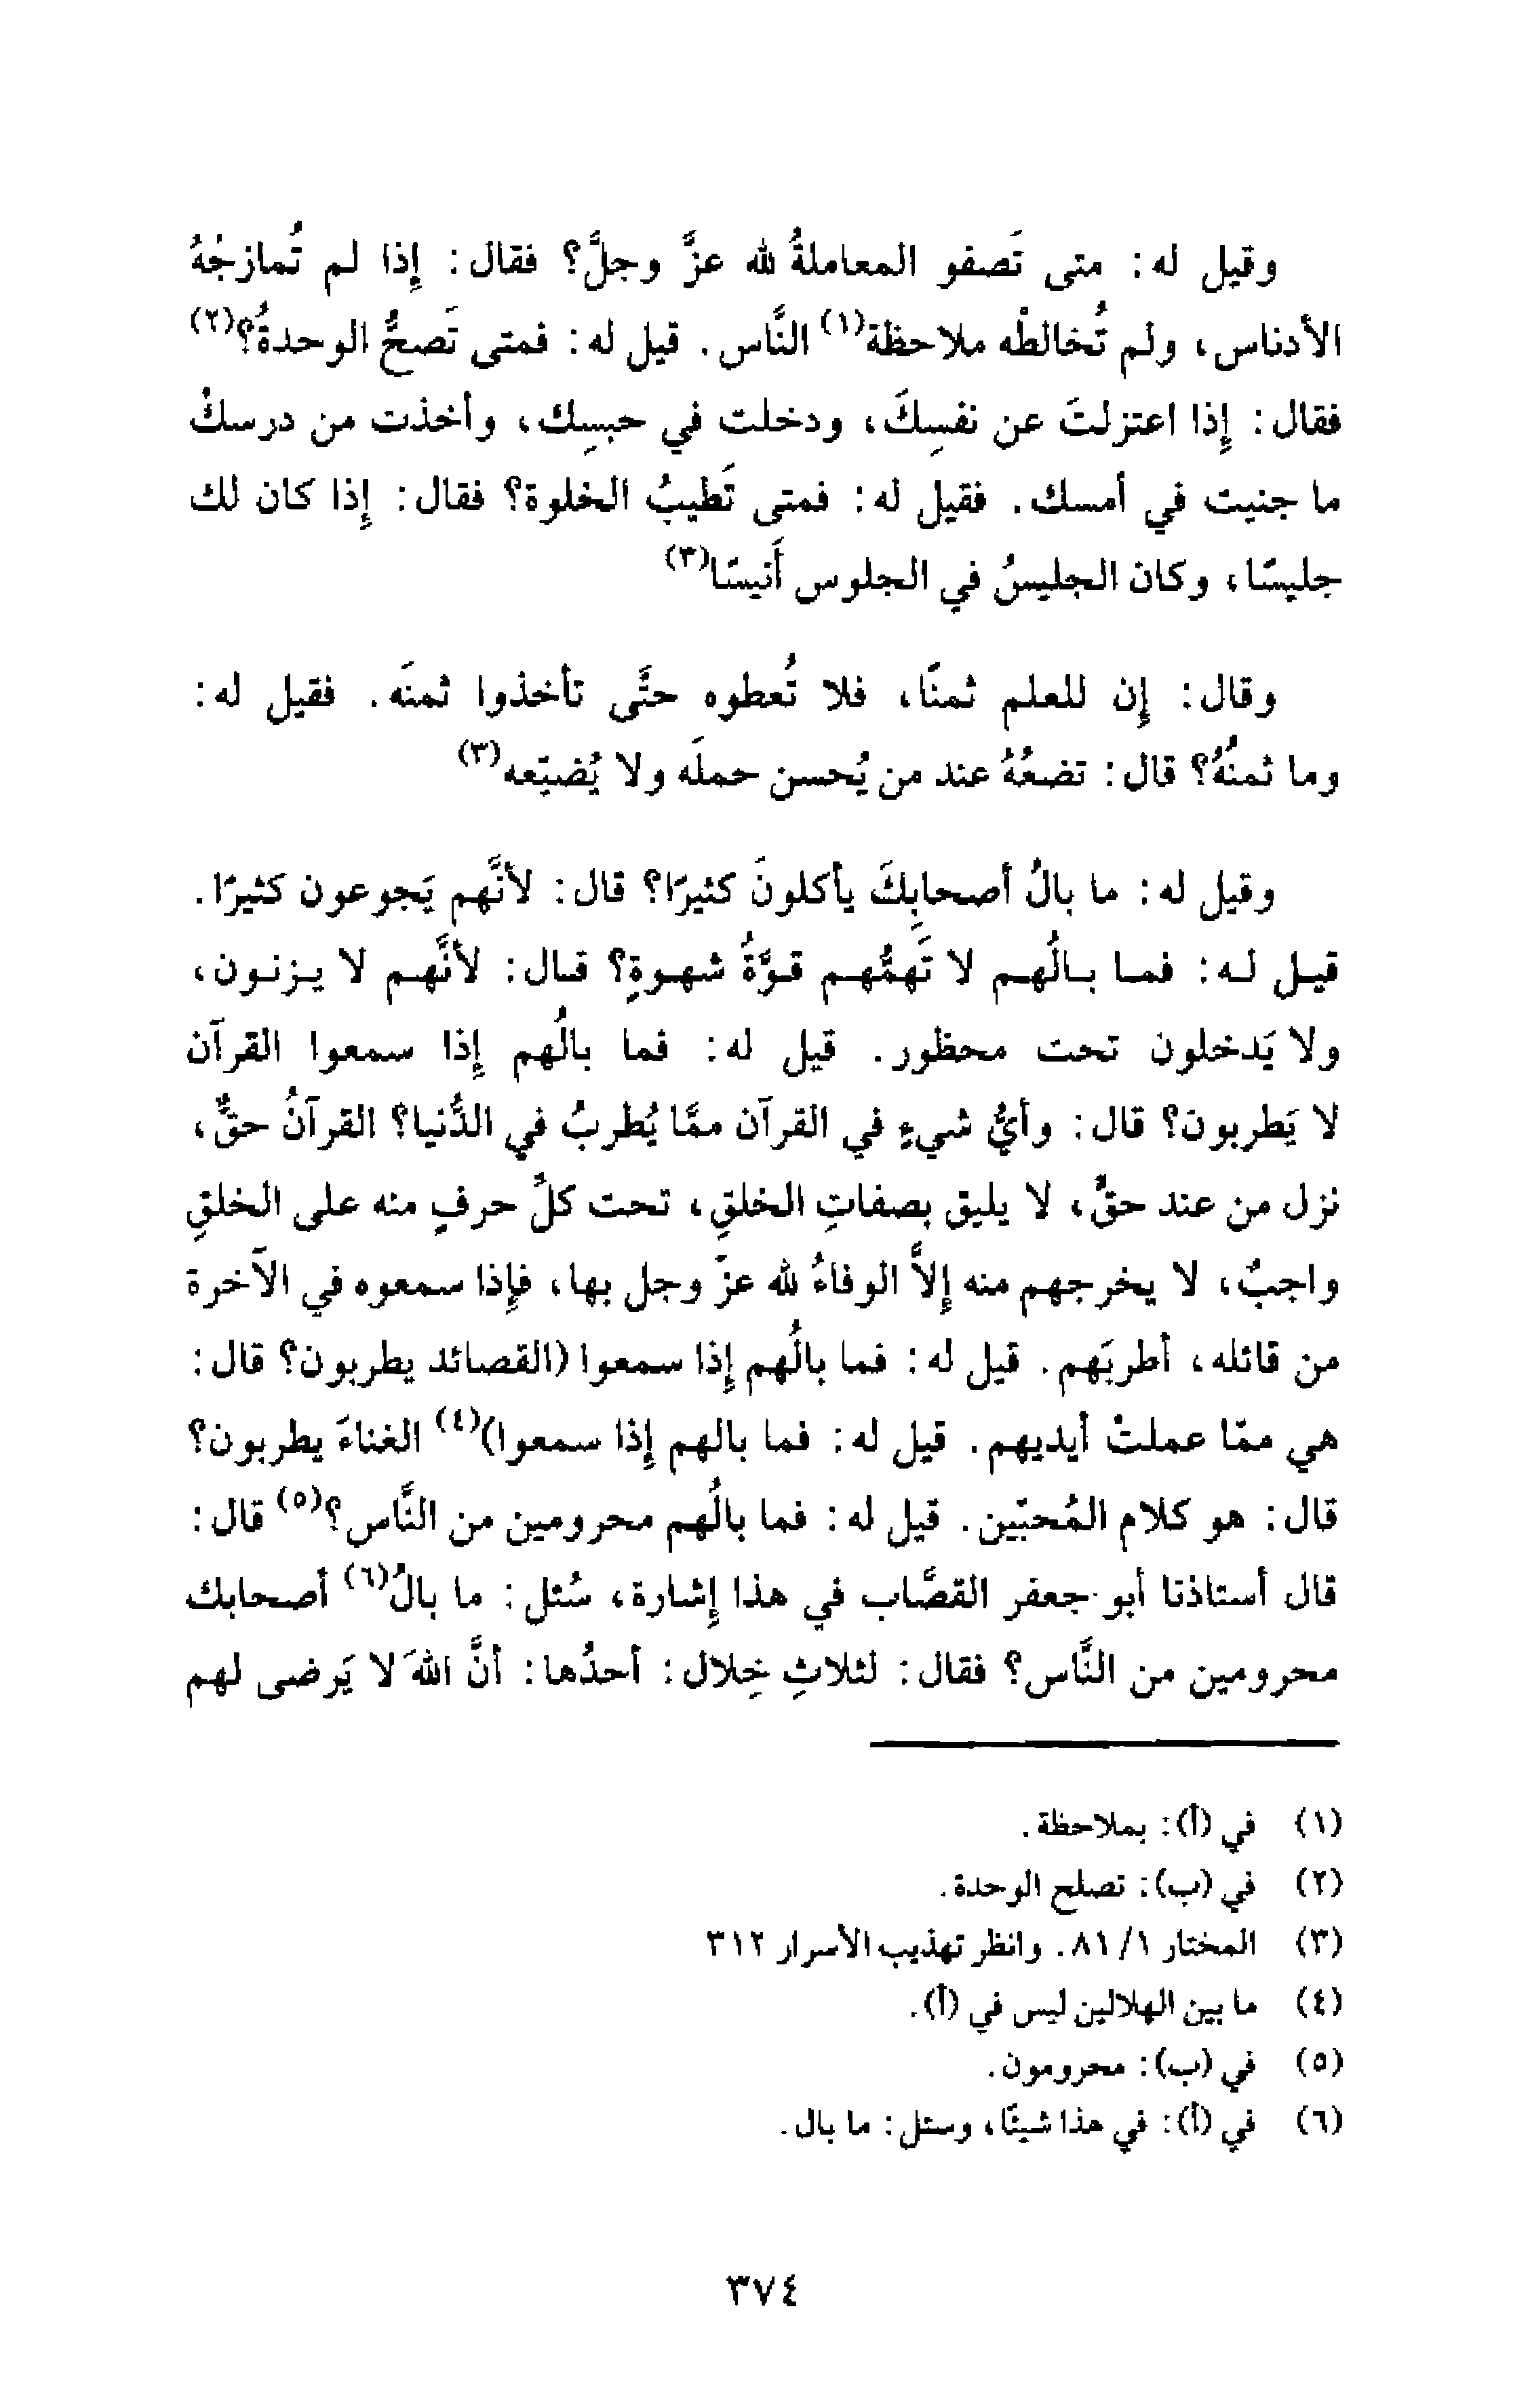 وقيل له: متى تَصفو المعاملةُ لله عزَّ وجلَّ؟ فقال: إِذا لم تُمازجْهُ
الأدناس، ولم تُخالطْه ملاحظة(١) النَّاس. قيل له: فمتى تَصحُّ الوحدةُ؟(٢)
فقال: إِذا اعتزلتَ عن نفسِكَ، ودخلت في حبسِك، وأخذت من درسكْ
ما جنيت في أمسك. فقيل له: فمتى تَطيبُ الخلوة؟ فقال: إِذا كان لك
جليسًا، وكان الجليسُ في الجلوس أَنيسًا(٣)
وقال: إِن للعلم ثمنًا، فلا تُعطوه حتَّى تأخذوا ثمنَه. فقيل له:
وما ثمنُهُ؟ قال: تضعُهُ عند من يُحسن حملَه ولا يُضيّعه(٣)
وقيل له: ما بالُ أصحابِكَ يأكلونَ كثيرًا؟ قال: لأنَّهم يَجوعون كثيرًا.
قيل له: فما بالُهم لا تَهمُّهم قوَّةُ شهوةٍ؟ قال: لأنَّهم لا يزنون،
ولا يَدخلون تحت محظور. قيل له: فما بالُهم إِذا سمعوا القرآن
لا يَطربون؟ قال: وأيُّ شيءٍ في القرآن ممَّا يُطربُ في الدُّنيا؟ القرآنُ حقٌّ،
نزل من عند حقٍّ، لا يليق بصفاتِ الخلقِ، تحت كلِّ حرفٍ منه على الخلقِ
واجبٌ، لا يخرجهم منه إِلاَّ الوفاءُ لله عزّ وجل بها، فإِذا سمعوه في الآخرة
من قائله، أطربَهم. قيل له: فما بالُهم إِذا سمعوا (القصائد يطربون؟ قال:
هي ممّا عملتْ أيديهم. قيل له: فما بالهم إِذا سمعوا)(٤) الغناءَ يطربون؟
قال: هو كلام المُحبّين. قيل له: فما بالُهم محرومين من النَّاس؟(٥) قال:
قال أستاذنا أبو جعفر القصَّاب في هذا إِشارة، سُئل: ما بالُ(٦) أصحابك
محرومين من النَّاس؟ فقال: لثلاثِ خِلال: أحدُها: أنَّ اللهَ لا يَرضى لهم
(١) في (أ): بملاحظة.
(٢) في (ب): تصلح الوحدة.
(٣) المختار ١/ ٨١. وانظر تهذيب الأسرار ٣١٢
(٤) ما بين الهلالين ليس في (أ).
(٥) في (ب): محرومون.
(٦) في (أ): في هذا شيئًا، وسئل: ما بال.
٣٧٤